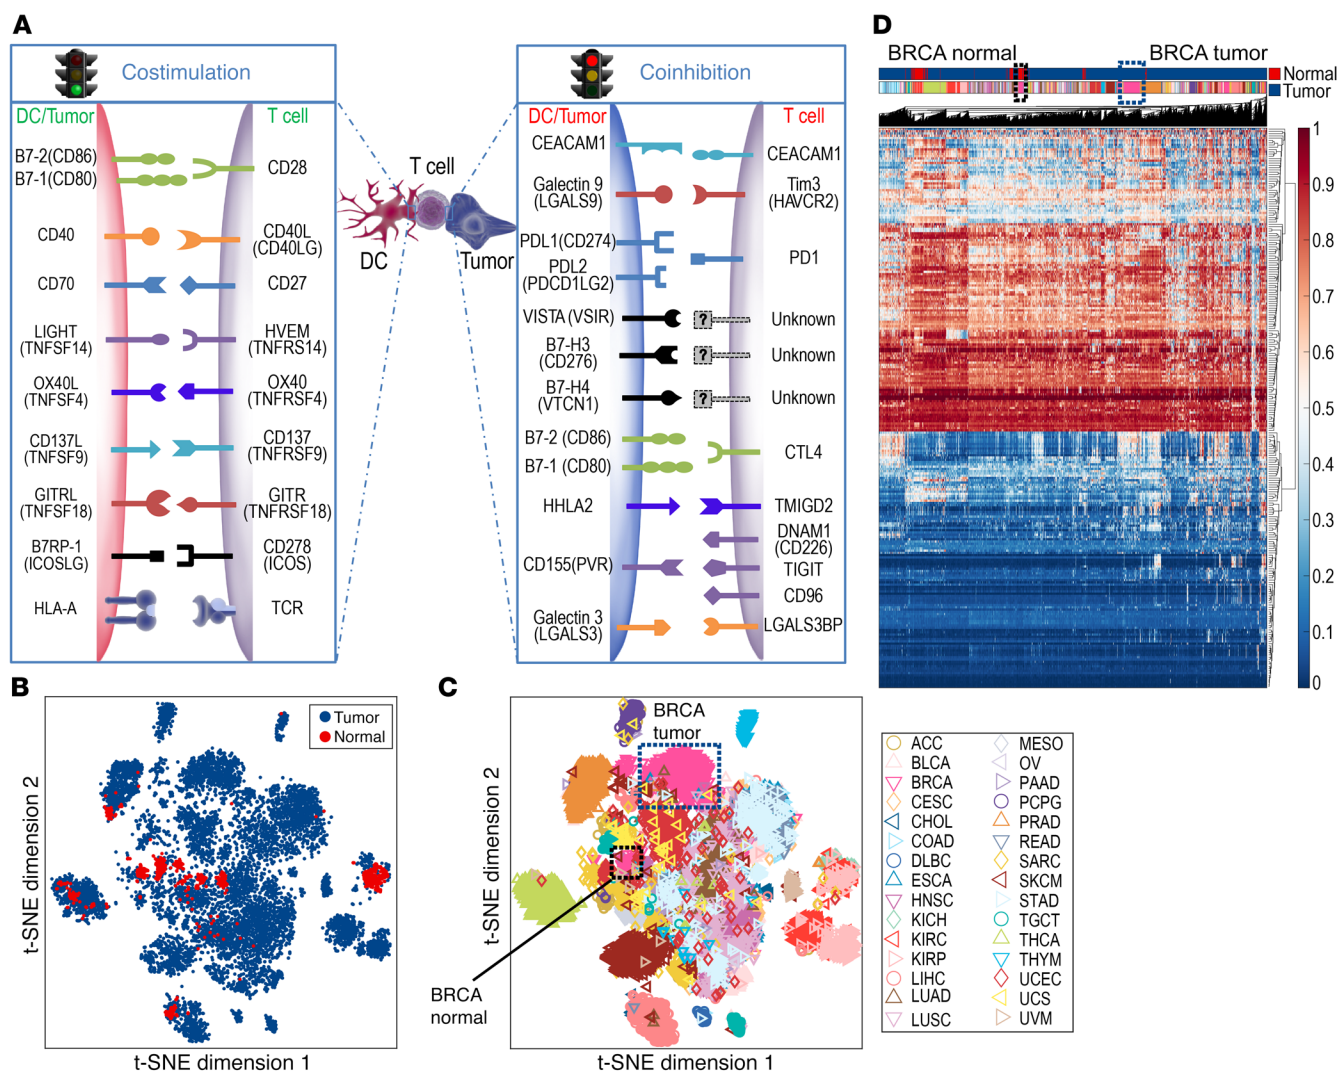 A
Costimulation
DC/Tumor
T cell
B7-2(CD86)
B7-1(CD80)
CD28
CD40
CD40L
(CD40LG)
CD70
CD27
LIGHT
(TNFSF14)
HVEM
(TNFRS14)
OX40L
(TNFSF4)
OX40
(TNFRSF4)
CD137L
(TNFSF9)
CD137
(TNFRSF9)
GITRL
(TNFSF18)
GITR
(TNFRSF18)
B7RP-1
(ICOSLG)
CD278
(ICOS)
HLA-A
TCR
T cell
DC
Tumor
Coinhibition
DC/Tumor
T cell
CEACAM1
CEACAM1
Galectin 9
(LGALS9)
Tim3
(HAVCR2)
PDL1(CD274)
PDL2
(PDCD1LG2)
PD1
VISTA (VSIR)
?
Unknown
B7-H3
(CD276)
?
Unknown
B7-H4
(VTCN1)
?
Unknown
B7-2 (CD86)
B7-1 (CD80)
CTL4
HHLA2
TMIGD2
DNAM1
(CD226)
CD155(PVR)
TIGIT
CD96
Galectin 3
(LGALS3)
LGALS3BP
D
BRCA normal
BRCA tumor
Normal
Tumor
1
0.9
0.8
0.7
0.6
0.5
0.4
0.3
0.2
0.1
0
B
Tumor
Normal
t-SNE dimension 2
t-SNE dimension 1
C
BRCA
tumor
BRCA
normal
t-SNE dimension 2
t-SNE dimension 1
ACC
BLCA
BRCA
CESC
CHOL
COAD
DLBC
ESCA
HNSC
KICH
KIRC
KIRP
LIHC
LUAD
LUSC
MESO
OV
PAAD
PCPG
PRAD
READ
SARC
SKCM
STAD
TGCT
THCA
THYM
UCEC
UCS
UVM